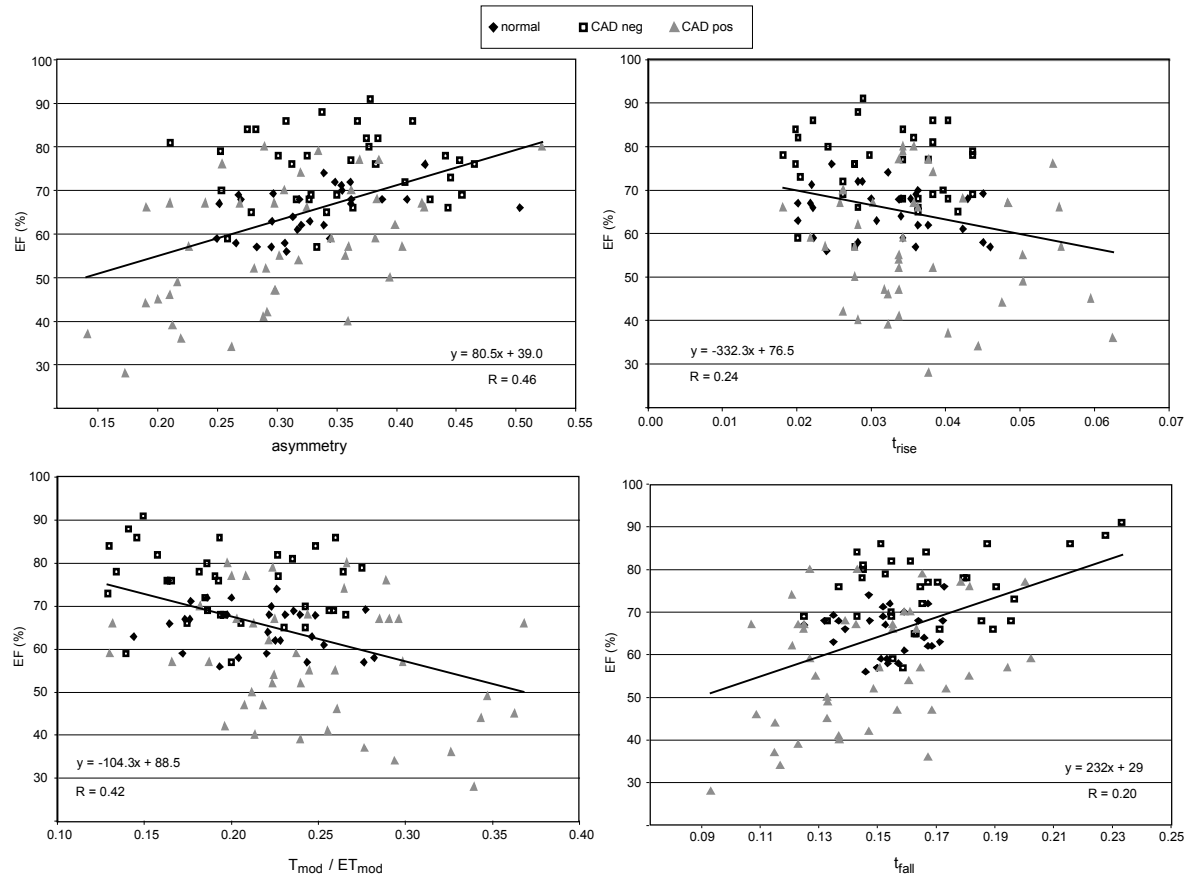 normal CAD neg CAD pos
100
90
80
70
60
50
40
30
EF (%)
y = 80.5x + 39.0
R = 0.46
0.15 0.20 0.25 0.30 0.35 0.40 0.45 0.50 0.55
asymmetry
100
90
80
70
60
50
40
30
EF (%)
y = -332.3x + 76.5
R = 0.24
0.00 0.01 0.02 0.03 0.04 0.05 0.06 0.07
t_rise
100
90
80
70
60
50
40
30
EF (%)
y = -104.3x + 88.5
R = 0.42
0.10 0.15 0.20 0.25 0.30 0.35 0.40
T_mod / ET_mod
100
90
80
70
60
50
40
30
EF (%)
y = 232x + 29
R = 0.20
0.09 0.11 0.13 0.15 0.17 0.19 0.21 0.23 0.25
t_fall